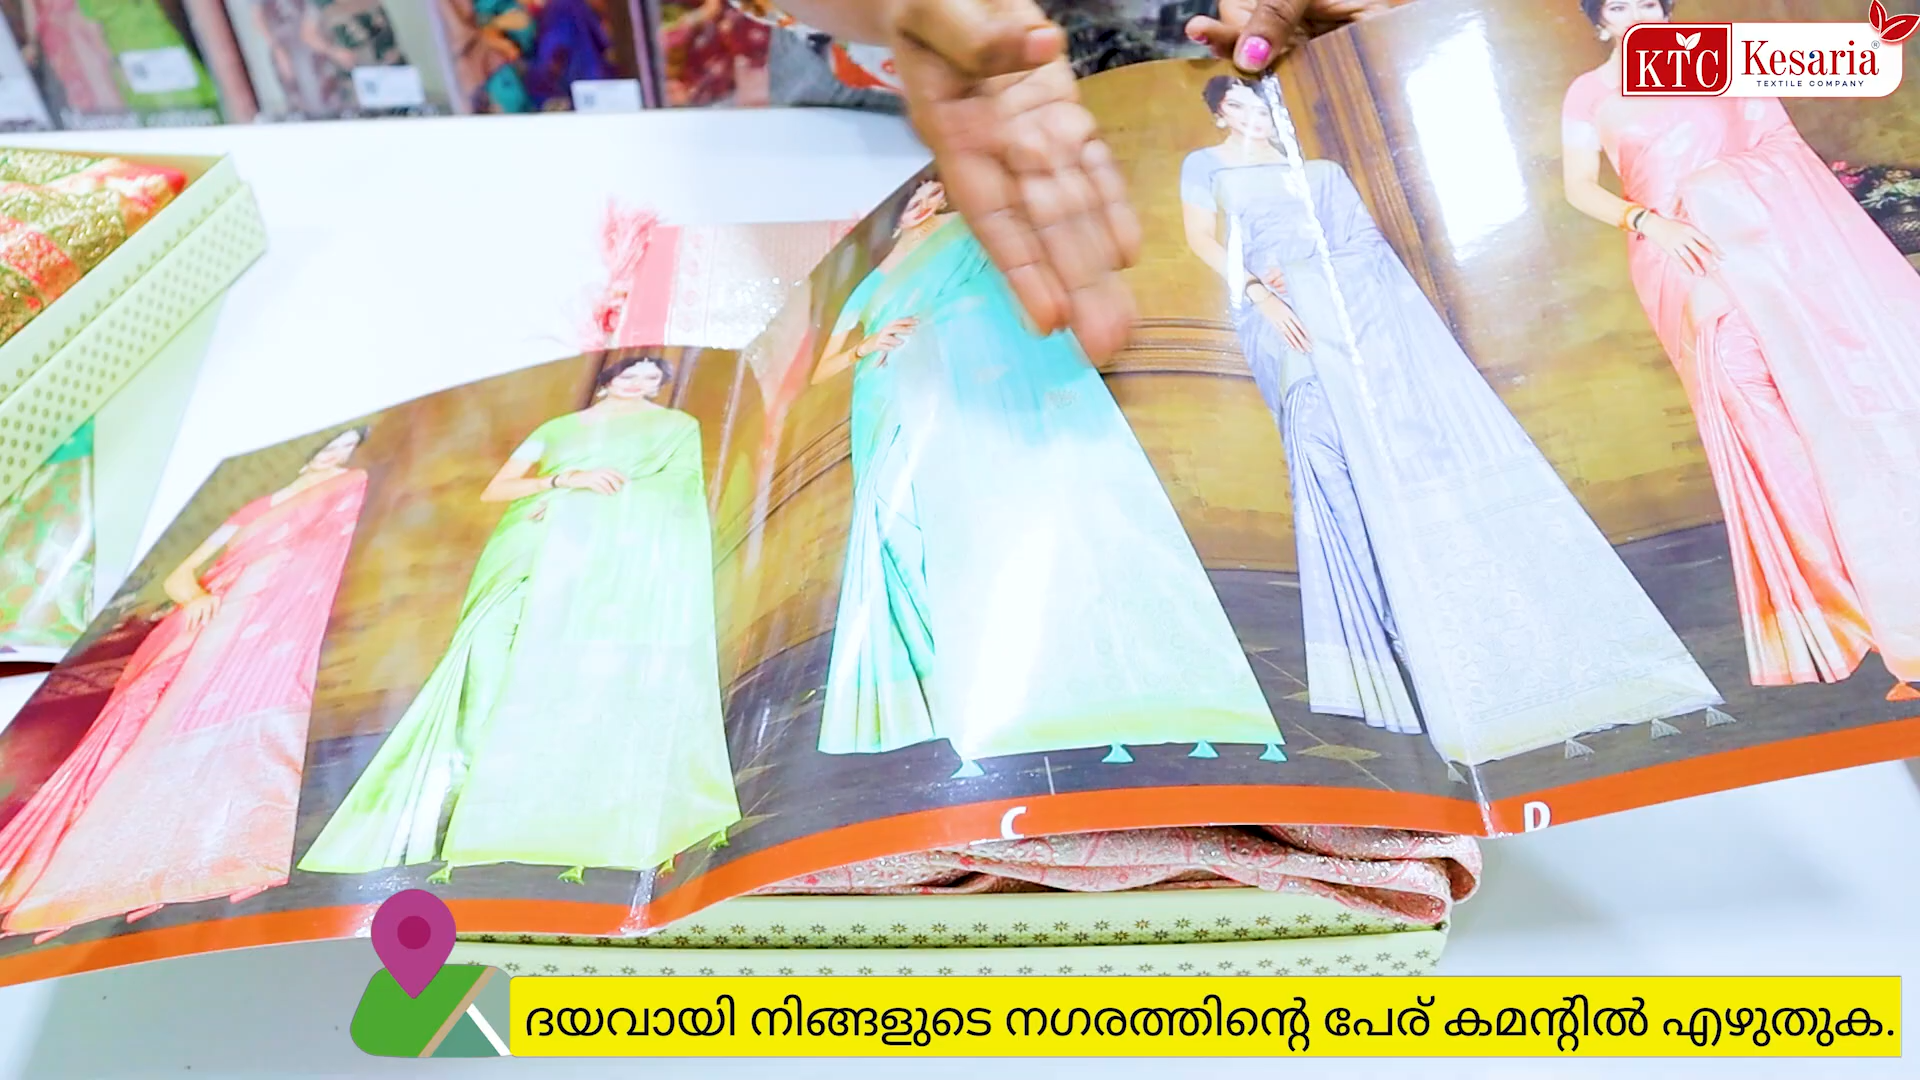 KTC Kesaria
TEXTILE COMPANY
C
D
ദയവായി നിങ്ങളുടെ നഗരത്തിന്റെ പേര് കമന്റിൽ എഴുതുക.